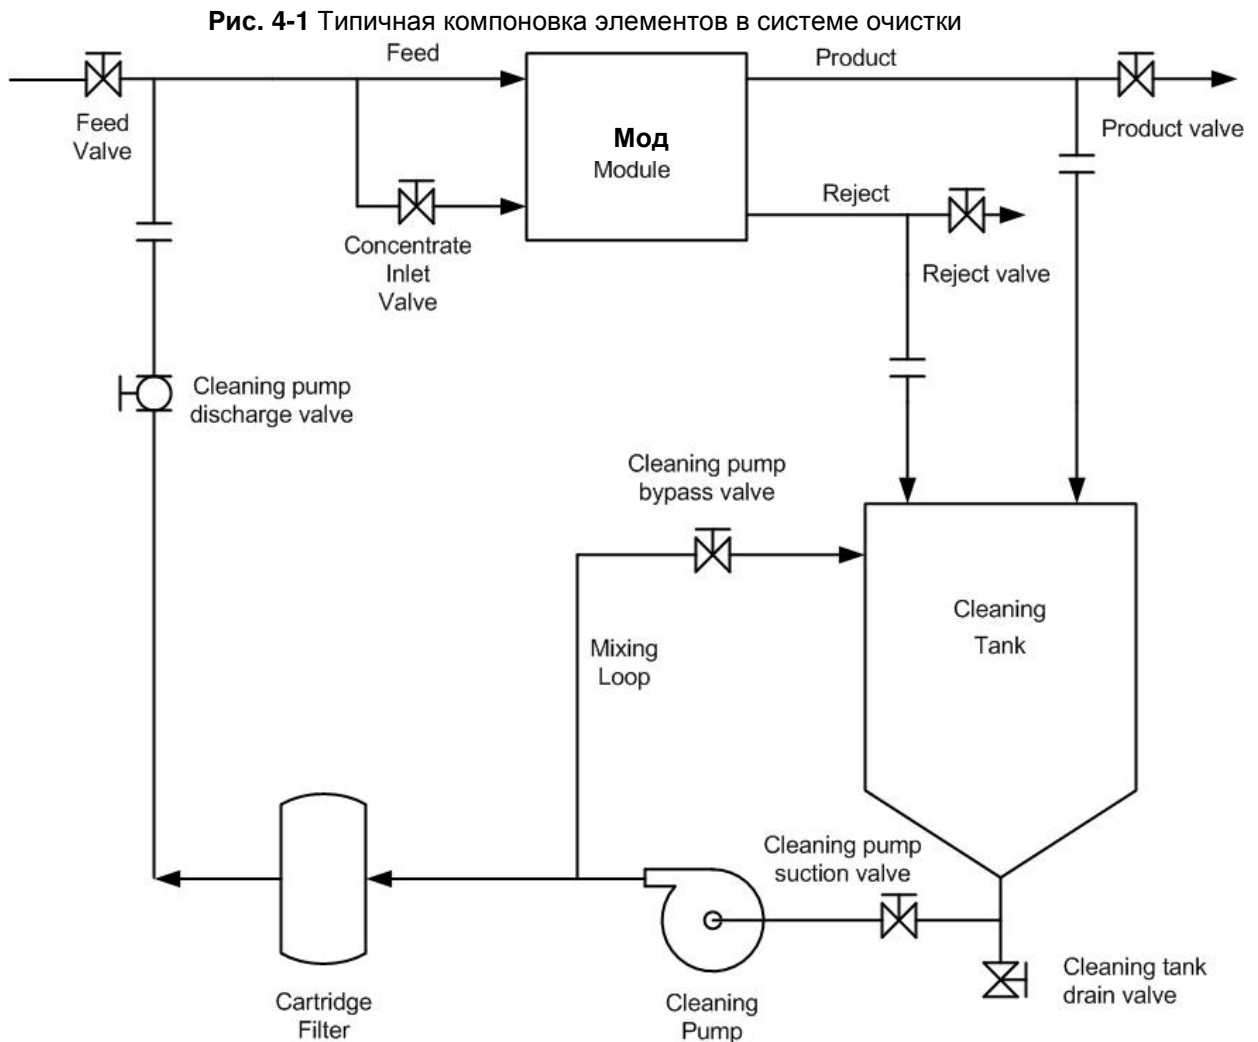 Рис. 4-1 Типичная компоновка элементов в системе очистки
Feed
Product
Feed
Valve
Мод
Module
Product valve
Reject
Concentrate
Inlet
Valve
Reject valve
Cleaning pump
discharge valve
Cleaning pump
bypass valve
Cleaning
Tank
Mixing
Loop
Cleaning pump
suction valve
Cleaning tank
drain valve
Cartridge
Filter
Cleaning
Pump